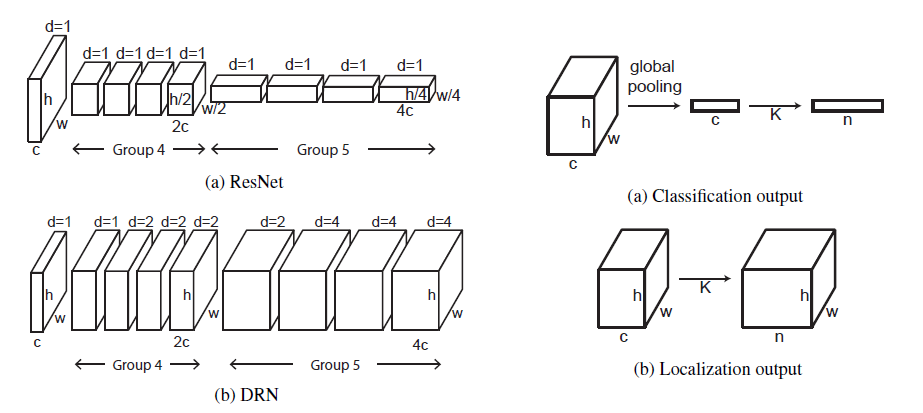 d=1
d=1 d=1 d=1 d=1
d=1 d=1 d=1 d=1
h
w
c
h/2
w/2
2c
h/4
w/4
4c
Group 4
Group 5
(a) ResNet
d=1 d=1 d=2 d=2 d=2 d=2 d=4 d=4 d=4
h
w
c
h
w
2c
h
w
4c
Group 4
Group 5
(b) DRN
global
pooling
h
w
c
c
K
n
(a) Classification output
h
w
c
K
h
w
n
(b) Localization output